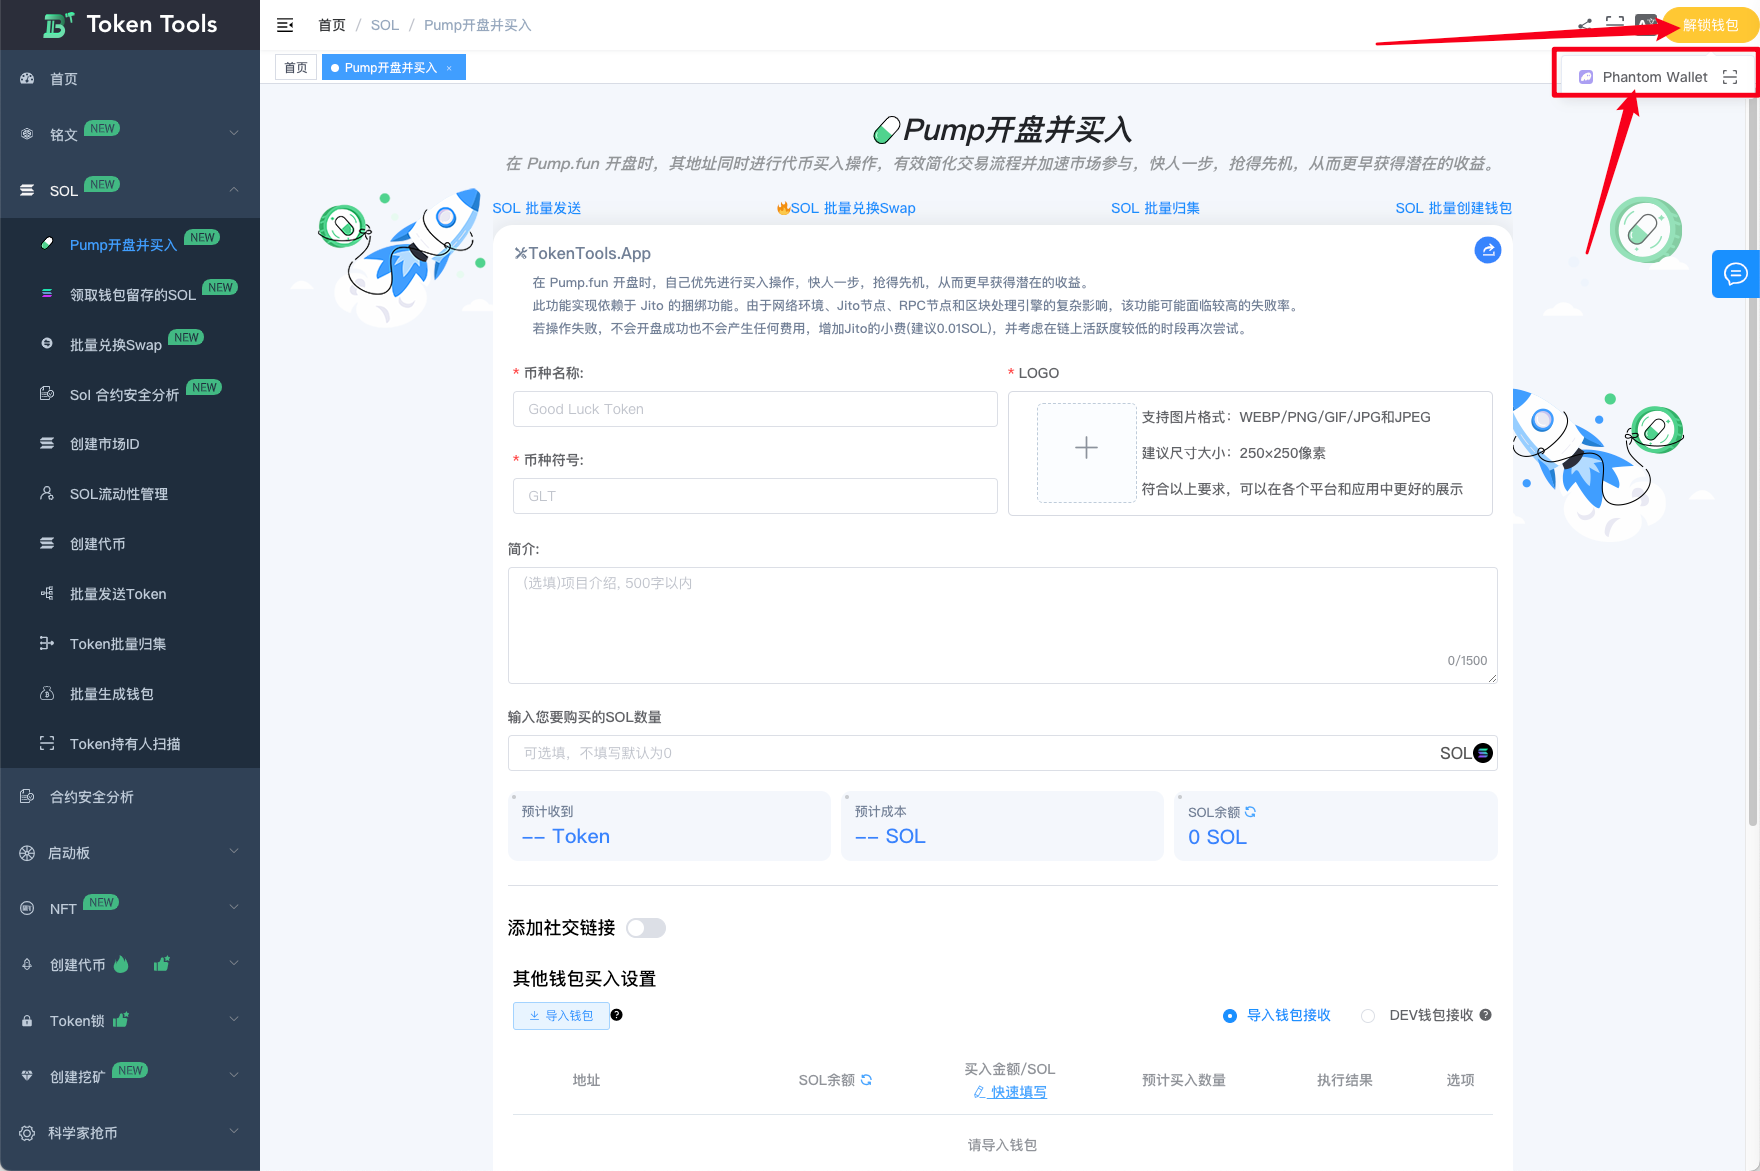 Token Tools
首页 / SOL / Pump开盘并买入
解锁钱包
首页
Pump开盘并买入 ×
Phantom Wallet
首页
铭文 NEW
SOL NEW
Pump开盘并买入 NEW
领取钱包留存的SOL NEW
批量兑换Swap NEW
Sol 合约安全分析 NEW
创建市场ID
SOL流动性管理
创建代币
批量发送Token
Token批量归集
批量生成钱包
Token持有人扫描
合约安全分析
启动板
NFT NEW
创建代币
Token锁
创建挖矿 NEW
科学家抢币
Pump开盘并买入
在 Pump.fun 开盘时，其地址同时进行代币买入操作，有效简化交易流程并加速市场参与，快人一步，抢得先机，从而更早获得潜在的收益。
SOL 批量发送
SOL 批量兑换Swap
SOL 批量归集
SOL 批量创建钱包
TokenTools.App
在 Pump.fun 开盘时，自己优先进行买入操作，快人一步，抢得先机，从而更早获得潜在的收益。
此功能实现依赖于 Jito 的捆绑功能。由于网络环境、Jito节点、RPC节点和区块处理引擎的复杂影响，该功能可能面临较高的失败率。
若操作失败，不会开盘成功也不会产生任何费用，增加Jito的小费(建议0.01SOL)，并考虑在链上活跃度较低的时段再次尝试。
* 币种名称:
Good Luck Token
* 币种符号:
GLT
* LOGO
支持图片格式：WEBP/PNG/GIF/JPG和JPEG
建议尺寸大小：250×250像素
符合以上要求，可以在各个平台和应用中更好的展示
简介:
(选填)项目介绍, 500字以内
0/1500
输入您要购买的SOL数量
可选填，不填写默认为0
SOL
预计收到
-- Token
预计成本
-- SOL
SOL余额
0 SOL
添加社交链接
其他钱包买入设置
导入钱包 ?
导入钱包接收
DEV钱包接收 ?
地址
SOL余额
买入金额/SOL
快速填写
预计买入数量
执行结果
选项
请导入钱包